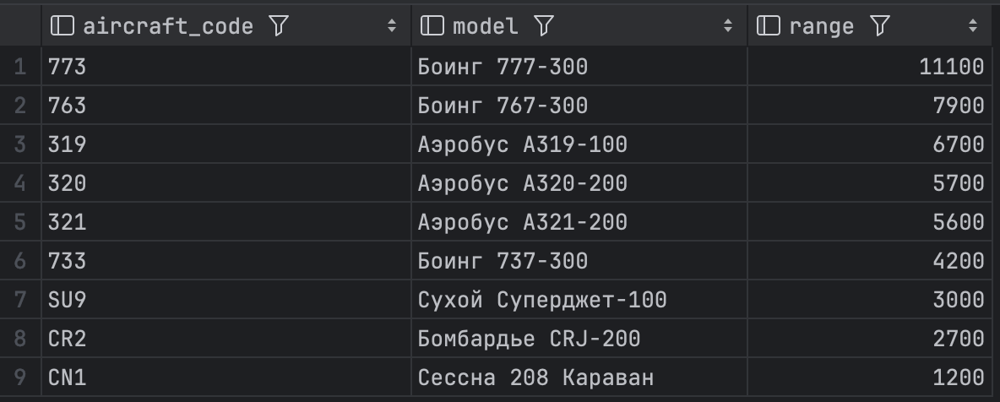 aircraft_code model range
1 773 Боинг 777-300 11100
2 763 Боинг 767-300 7900
3 319 Аэробус A319-100 6700
4 320 Аэробус A320-200 5700
5 321 Аэробус A321-200 5600
6 733 Боинг 737-300 4200
7 SU9 Сухой Суперджет-100 3000
8 CR2 Бомбардье CRJ-200 2700
9 CN1 Сессна 208 Караван 1200